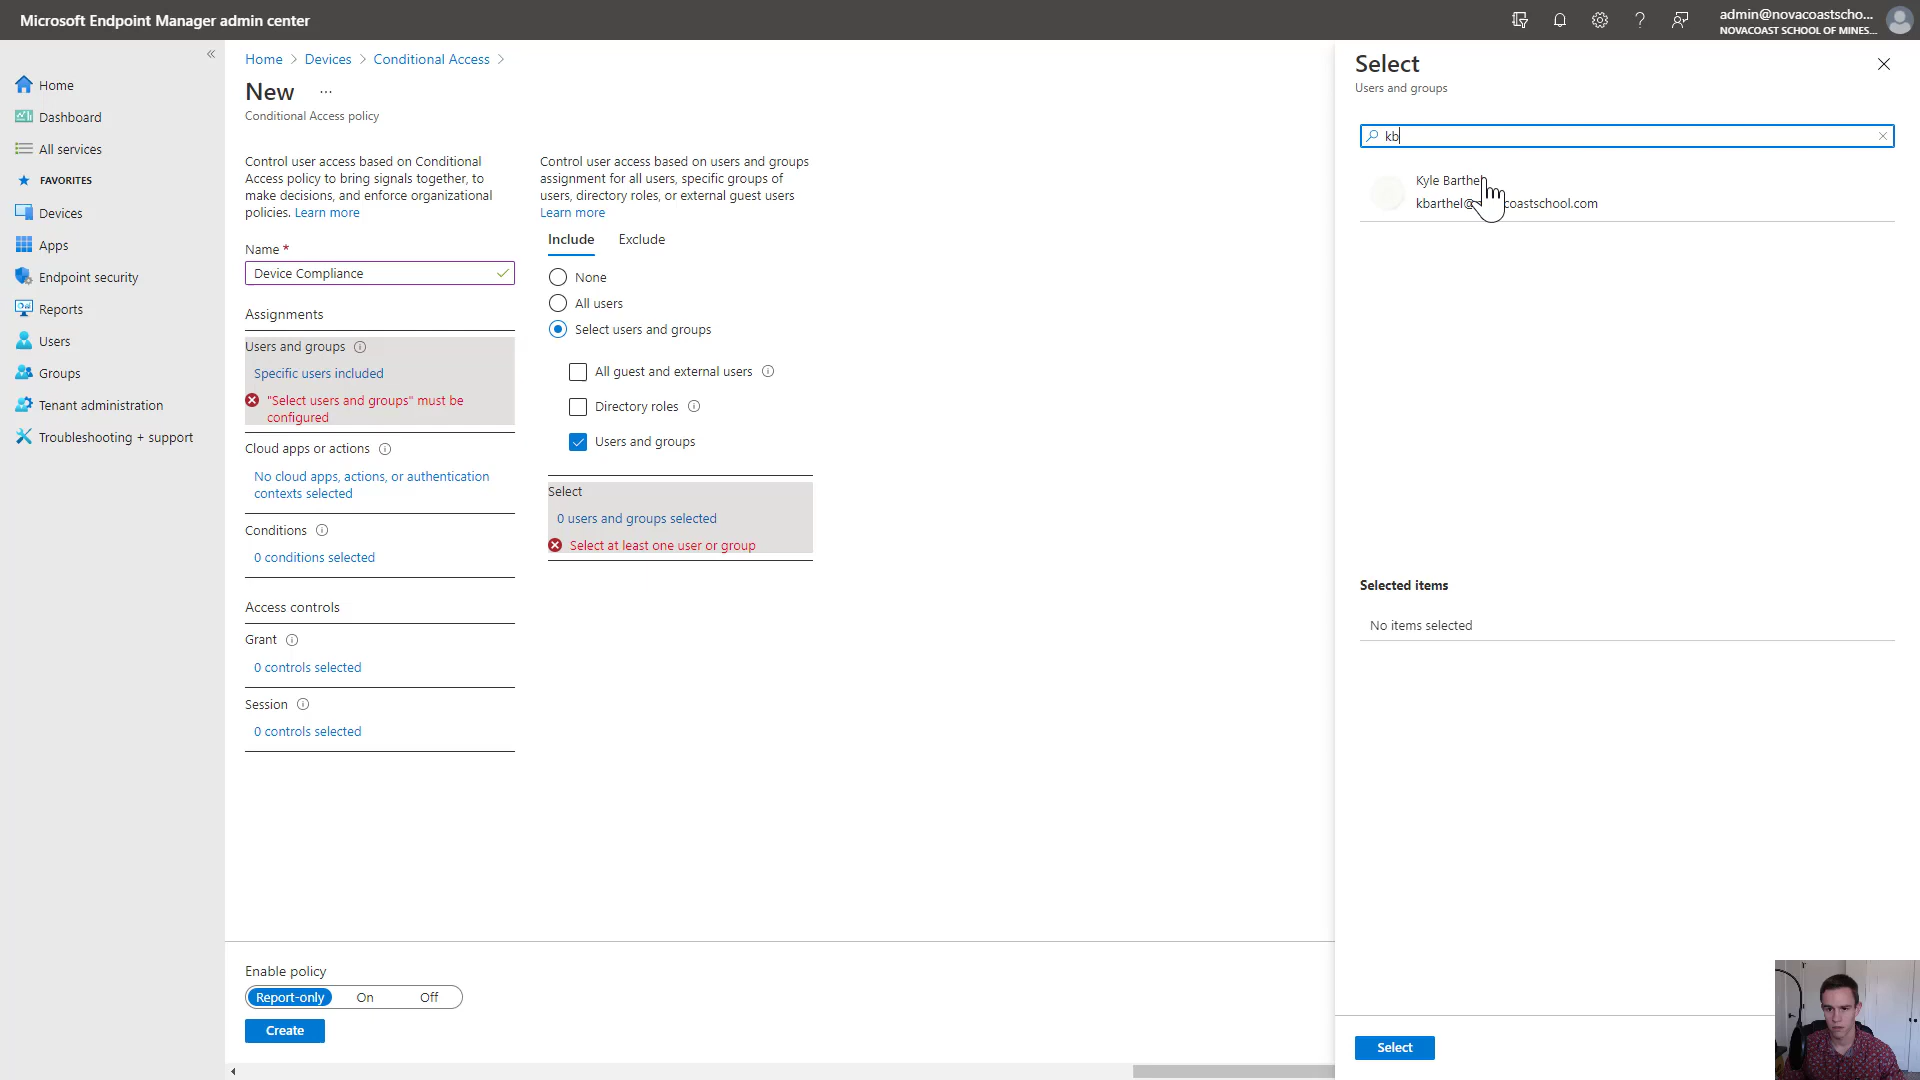 Microsoft Endpoint Manager admin center
admin@novacoastscho...
NOVACOAST SCHOOL OF MINES...
Home
Dashboard
All services
FAVORITES
Devices
Apps
Endpoint security
Reports
Users
Groups
Tenant administration
Troubleshooting + support
Home > Devices > Conditional Access >
New ...
Conditional Access policy
Control user access based on Conditional
Access policy to bring signals together, to
make decisions, and enforce organizational
policies. Learn more
Name *
Device Compliance
Assignments
Users and groups
Specific users included
"Select users and groups" must be
configured
Cloud apps or actions
No cloud apps, actions, or authentication
contexts selected
Conditions
0 conditions selected
Access controls
Grant
0 controls selected
Session
0 controls selected
Control user access based on users and groups
assignment for all users, specific groups of
users, directory roles, or external guest users
Learn more
Include Exclude
None
All users
Select users and groups
All guest and external users
Directory roles
Users and groups
Select
0 users and groups selected
Select at least one user or group
Enable policy
Report-only On Off
Create
Select
Users and groups
kb
Kyle Barthel
Selected items
No items selected
Select